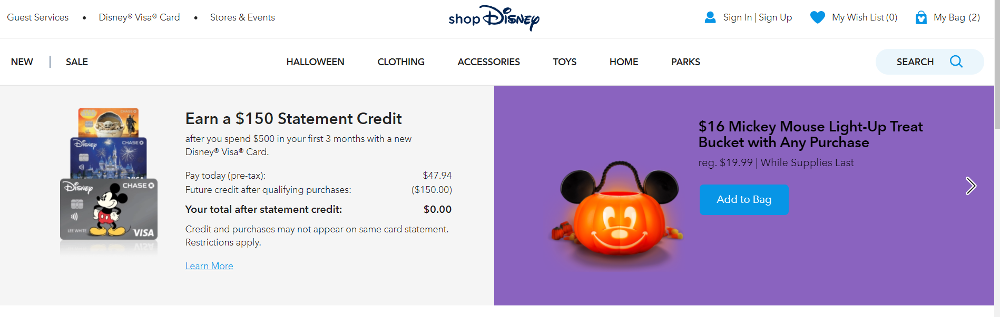 Guest Services • Disney® Visa® Card • Stores & Events
shop Disney
Sign In | Sign Up
My Wish List (0)
My Bag (2)
NEW | SALE
HALLOWEEN CLOTHING ACCESSORIES TOYS HOME PARKS
SEARCH
CHASE
Disney CHASE
VISA
Disney CHASE
LEE WHITE VISA
Earn a $150 Statement Credit
after you spend $500 in your first 3 months with a new
Disney® Visa® Card.
Pay today (pre-tax): $47.94
Future credit after qualifying purchases: ($150.00)
Your total after statement credit: $0.00
Credit and purchases may not appear on same card statement.
Restrictions apply.
Learn More
$16 Mickey Mouse Light-Up Treat
Bucket with Any Purchase
reg. $19.99 | While Supplies Last
Add to Bag